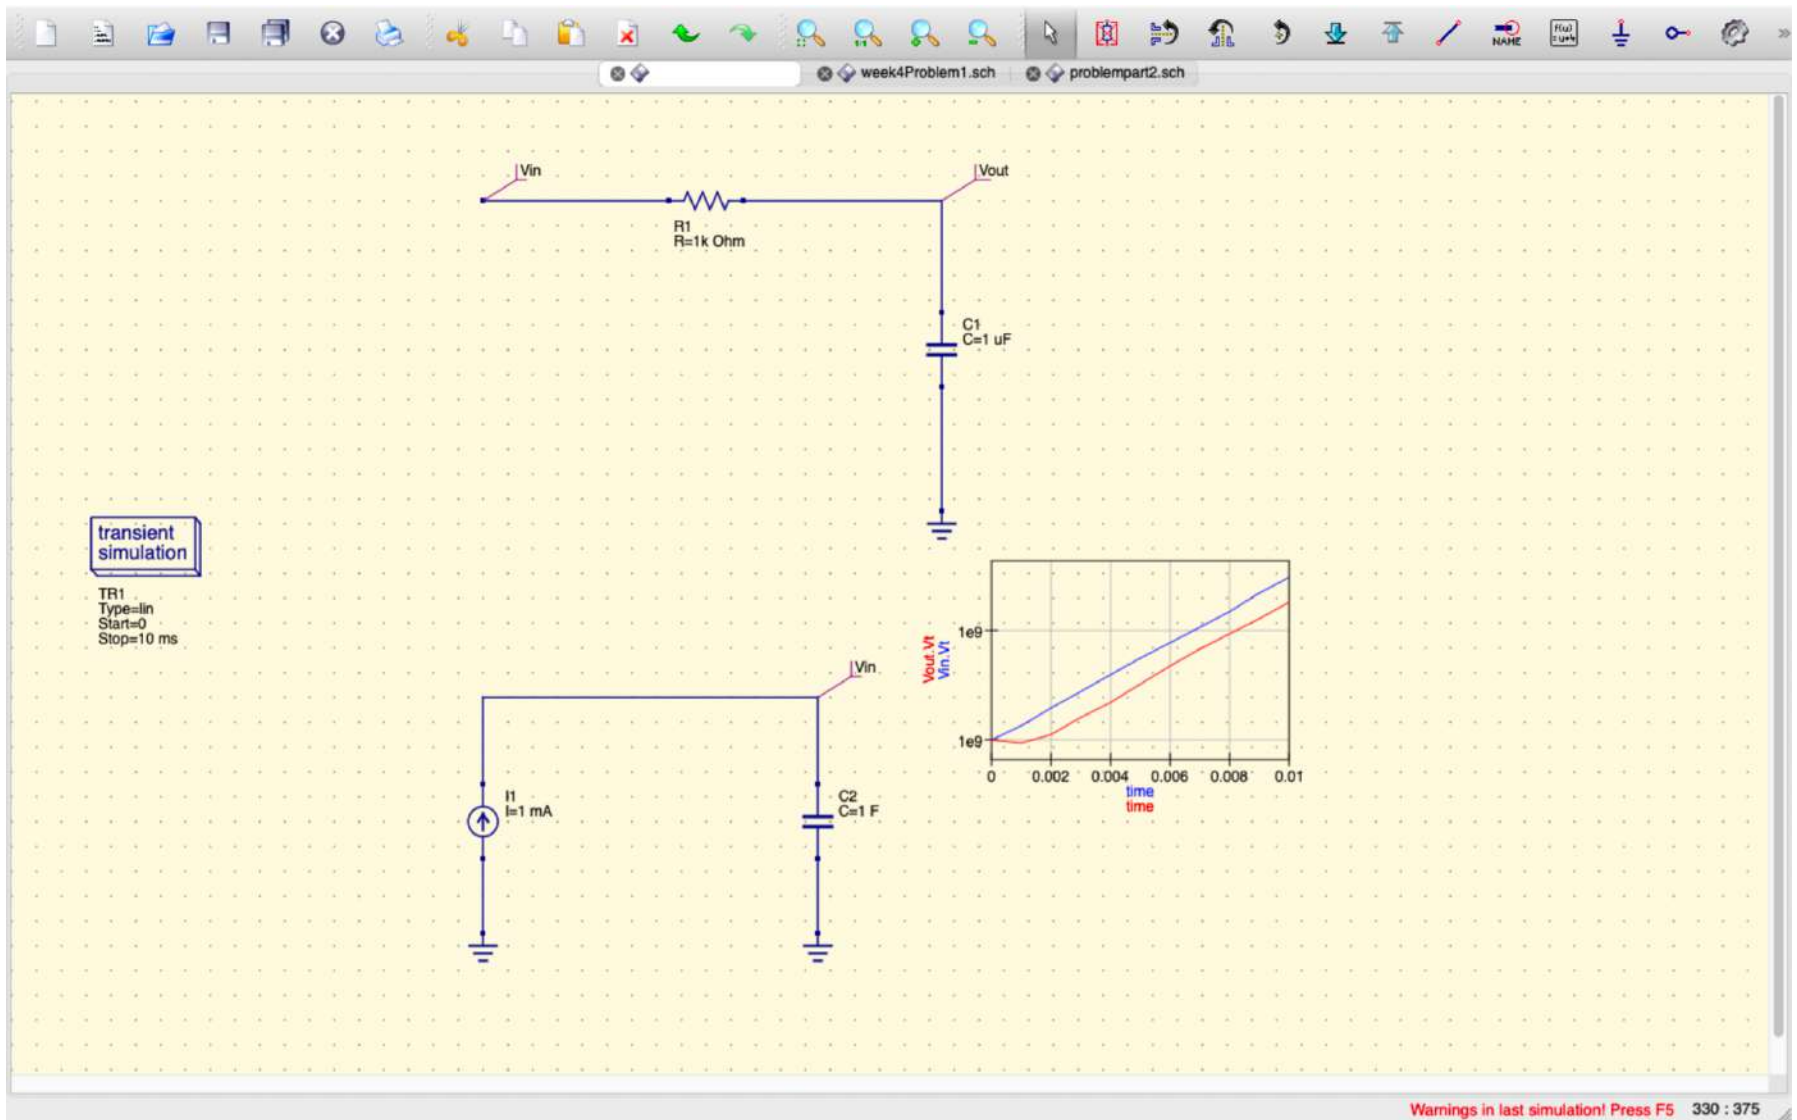 NAME
week4Problem1.sch
problempart2.sch
Vin
Vout
R1
R=1k Ohm
C1
C=1 uF
transient
simulation
TR1
Type=lin
Start=0
Stop=10 ms
Vin
I1
I=1 mA
C2
C=1 F
Vout.Vt
Vin.Vt
1e9
1e9
0 0.002 0.004 0.006 0.008 0.01
time
time
Warnings in last simulation! Press F5 330 : 375